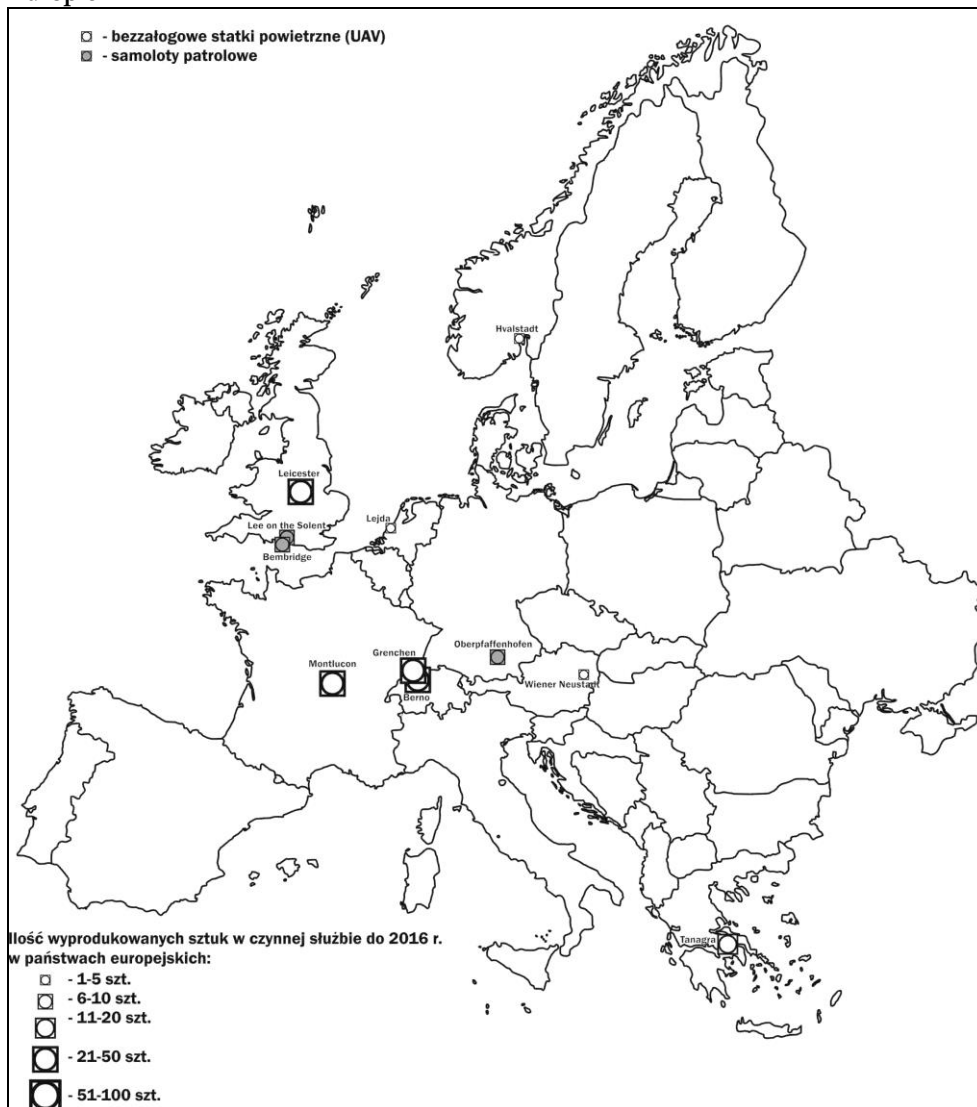 - bezzałogowe statki powietrzne (UAV)
- samoloty patrolowe
Hvalstadt
Leicester
Lejda
Lee on the Solent
Bembridge
Oberpfaffenhofen
Grenchen
Montlucon
Wiener Neustadt
Berno
Tanagra
Ilość wyprodukowanych sztuk w czynnej służbie do 2016 r.
w państwach europejskich:
- 1-5 szt.
- 6-10 szt.
- 11-20 szt.
- 21-50 szt.
- 51-100 szt.